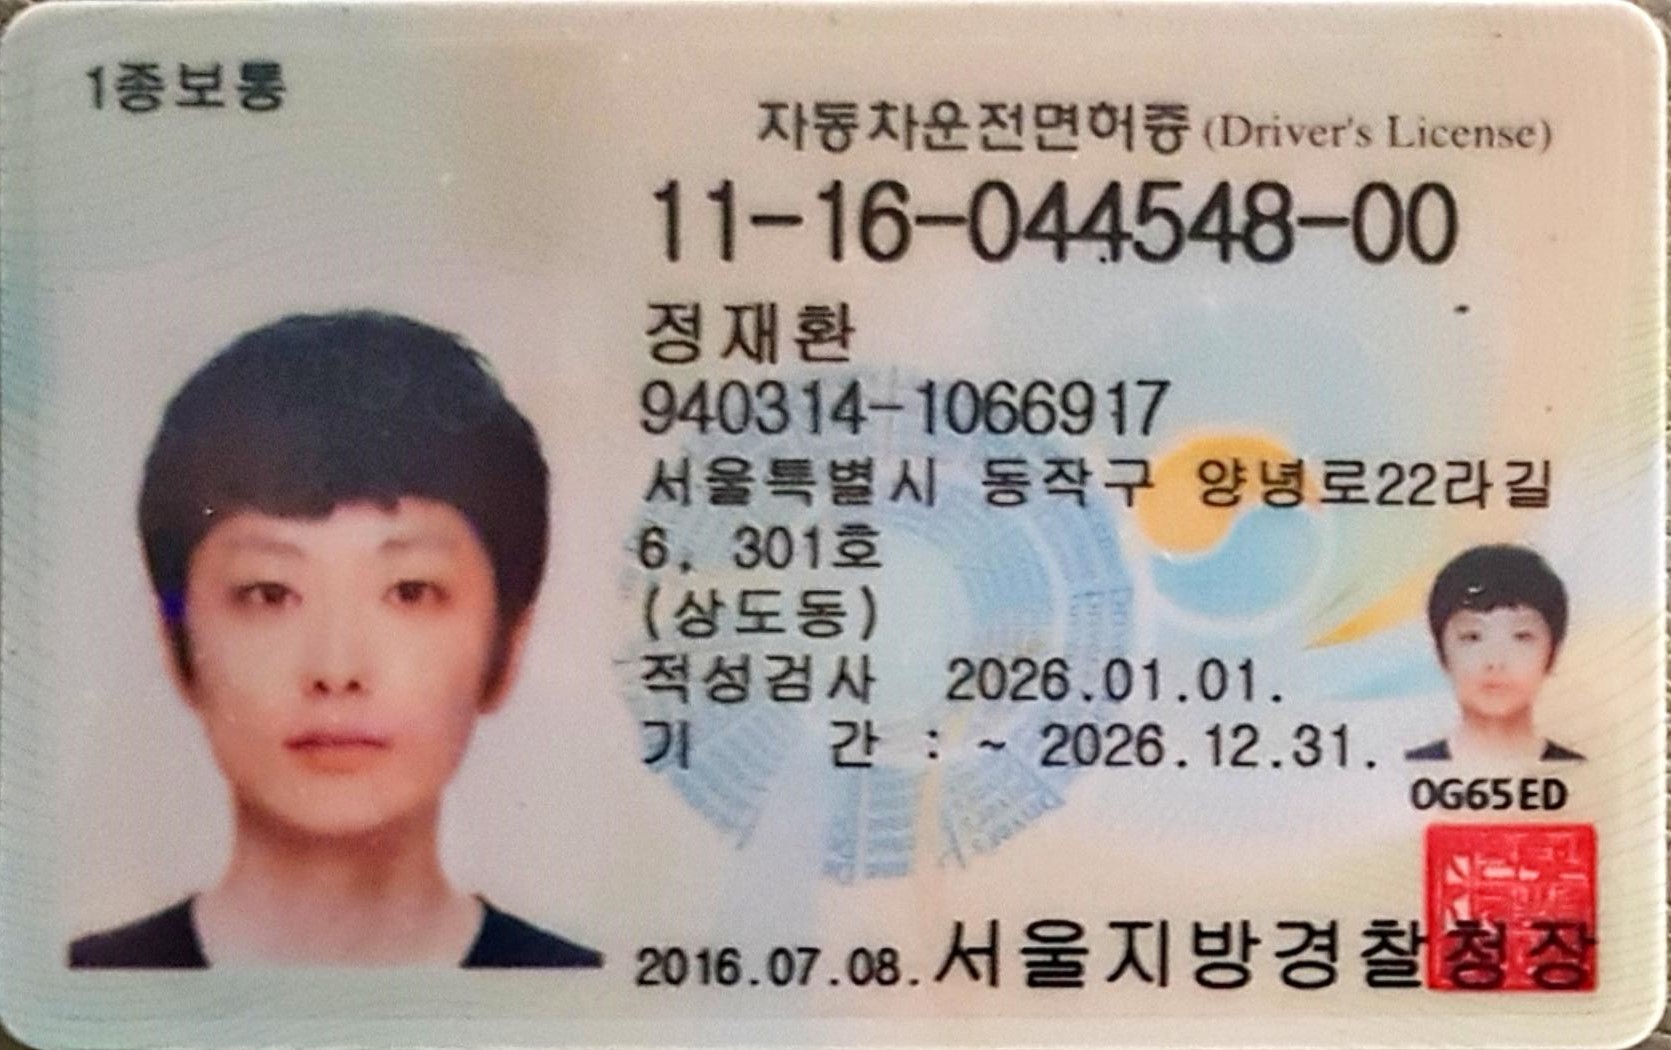 1종보통
자동차운전면허증 (Driver's License)
11-16-044548-00
정재환
940314-1066917
서울특별시 동작구 양녕로22라길
6, 301호
(상도동)
적성검사 2026.01.01.
기 간 : ~ 2026.12.31.
OG65ED
2016.07.08. 서울지방경찰청장